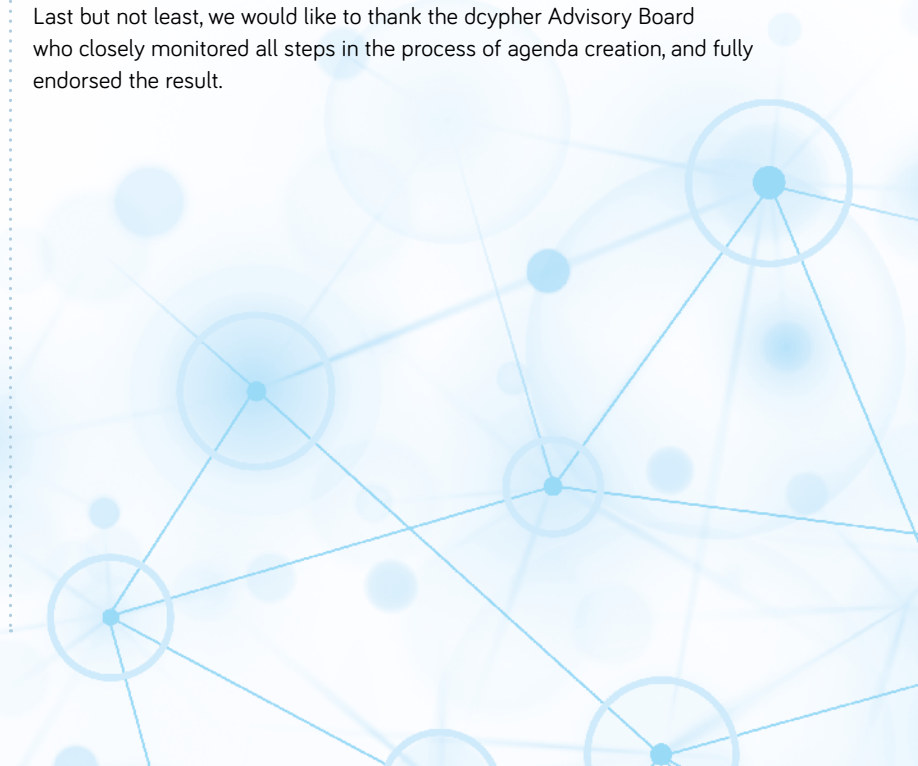 Last but not least, we would like to thank the dcypher Advisory Board
who closely monitored all steps in the process of agenda creation, and fully
endorsed the result.